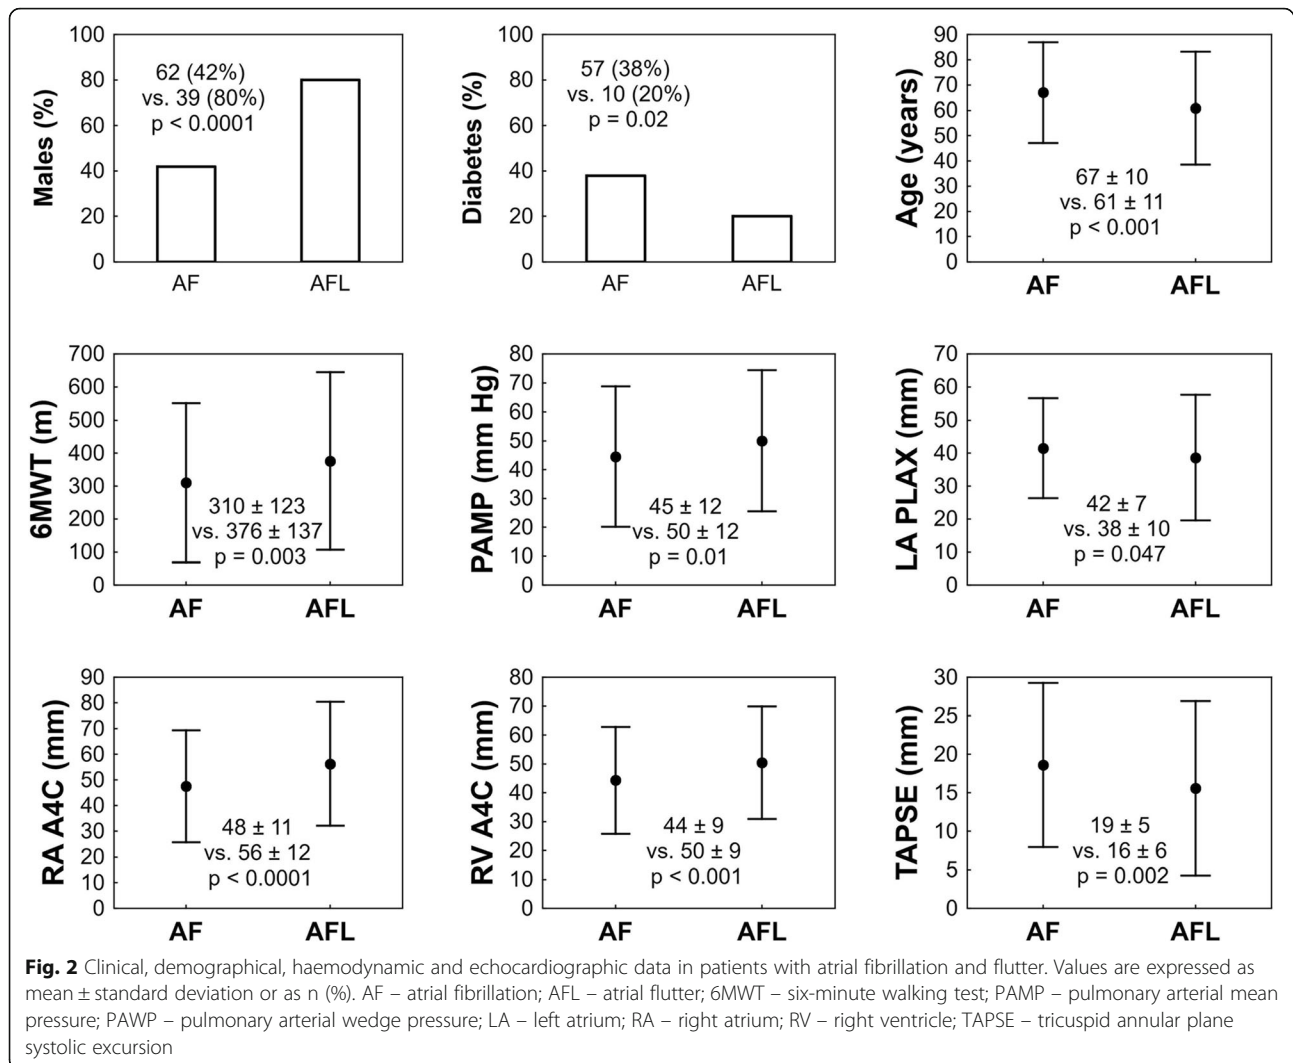 Males (%)
100
80
60
40
20
0
62 (42%)
vs. 39 (80%)
p < 0.0001
AF
AFL
Diabetes (%)
100
80
60
40
20
0
57 (38%)
vs. 10 (20%)
p = 0.02
AF
AFL
Age (years)
90
80
70
60
50
40
30
20
10
0
67 ± 10
vs. 61 ± 11
p < 0.001
AF
AFL
6MWT (m)
700
600
500
400
300
200
100
0
310 ± 123
vs. 376 ± 137
p = 0.003
AF
AFL
PAMP (mm Hg)
80
70
60
50
40
30
20
10
0
45 ± 12
vs. 50 ± 12
p = 0.01
AF
AFL
LA PLAX (mm)
70
60
50
40
30
20
10
0
42 ± 7
vs. 38 ± 10
p = 0.047
AF
AFL
RA A4C (mm)
90
80
70
60
50
40
30
20
10
0
48 ± 11
vs. 56 ± 12
p < 0.0001
AF
AFL
RV A4C (mm)
80
70
60
50
40
30
20
10
0
44 ± 9
vs. 50 ± 9
p < 0.001
AF
AFL
TAPSE (mm)
30
25
20
15
10
5
0
19 ± 5
vs. 16 ± 6
p = 0.002
AF
AFL
Fig. 2 Clinical, demographical, haemodynamic and echocardiographic data in patients with atrial fibrillation and flutter. Values are expressed as
mean ± standard deviation or as n (%). AF – atrial fibrillation; AFL – atrial flutter; 6MWT – six-minute walking test; PAMP – pulmonary arterial mean
pressure; PAWP – pulmonary arterial wedge pressure; LA – left atrium; RA – right atrium; RV – right ventricle; TAPSE – tricuspid annular plane
systolic excursion